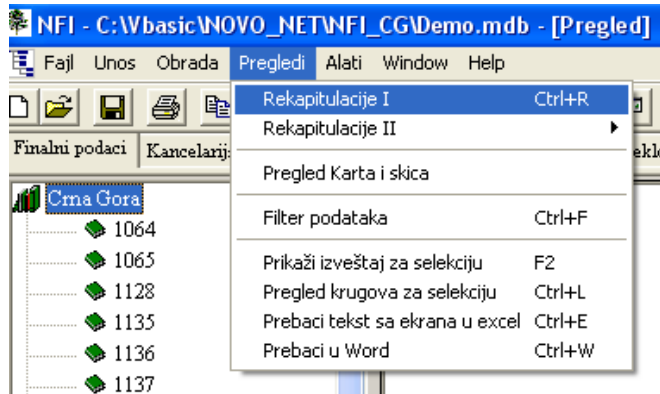 NFI - C:\Vbasic\NOVO_NET\NFI_CG\Demo.mdb - [Pregled]
Fajl Unos Obrada Pregledi Alati Window Help
Rekapitulacije I Ctrl+R
Rekapitulacije II
Finalni podaci Kancelarij
Pregled Karta i skica
Crna Gora
Filter podataka Ctrl+F
1064
1065
Prikaži izveštaj za selekciju F2
1128
Pregled krugova za selekciju Ctrl+L
1135
Prebaci tekst sa ekrana u excel Ctrl+E
1136
Prebaci u Word Ctrl+W
1137